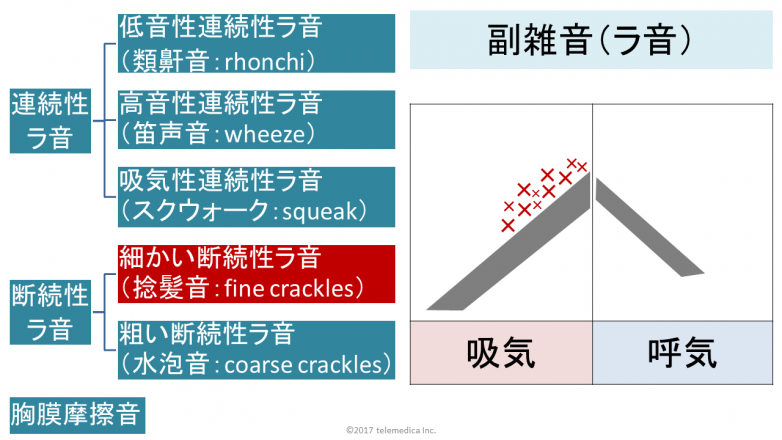 低音性連続性ラ音
（類鼾音：rhonchi）
副雑音（ラ音）
連続性
ラ音
高音性連続性ラ音
（笛声音：wheeze）
吸気性連続性ラ音
（スクウォーク：squeak）
細かい断続性ラ音
（捻髪音：fine crackles）
断続性
ラ音
粗い断続性ラ音
（水泡音：coarse crackles）
吸気
呼気
胸膜摩擦音
©2017 telemedica Inc.